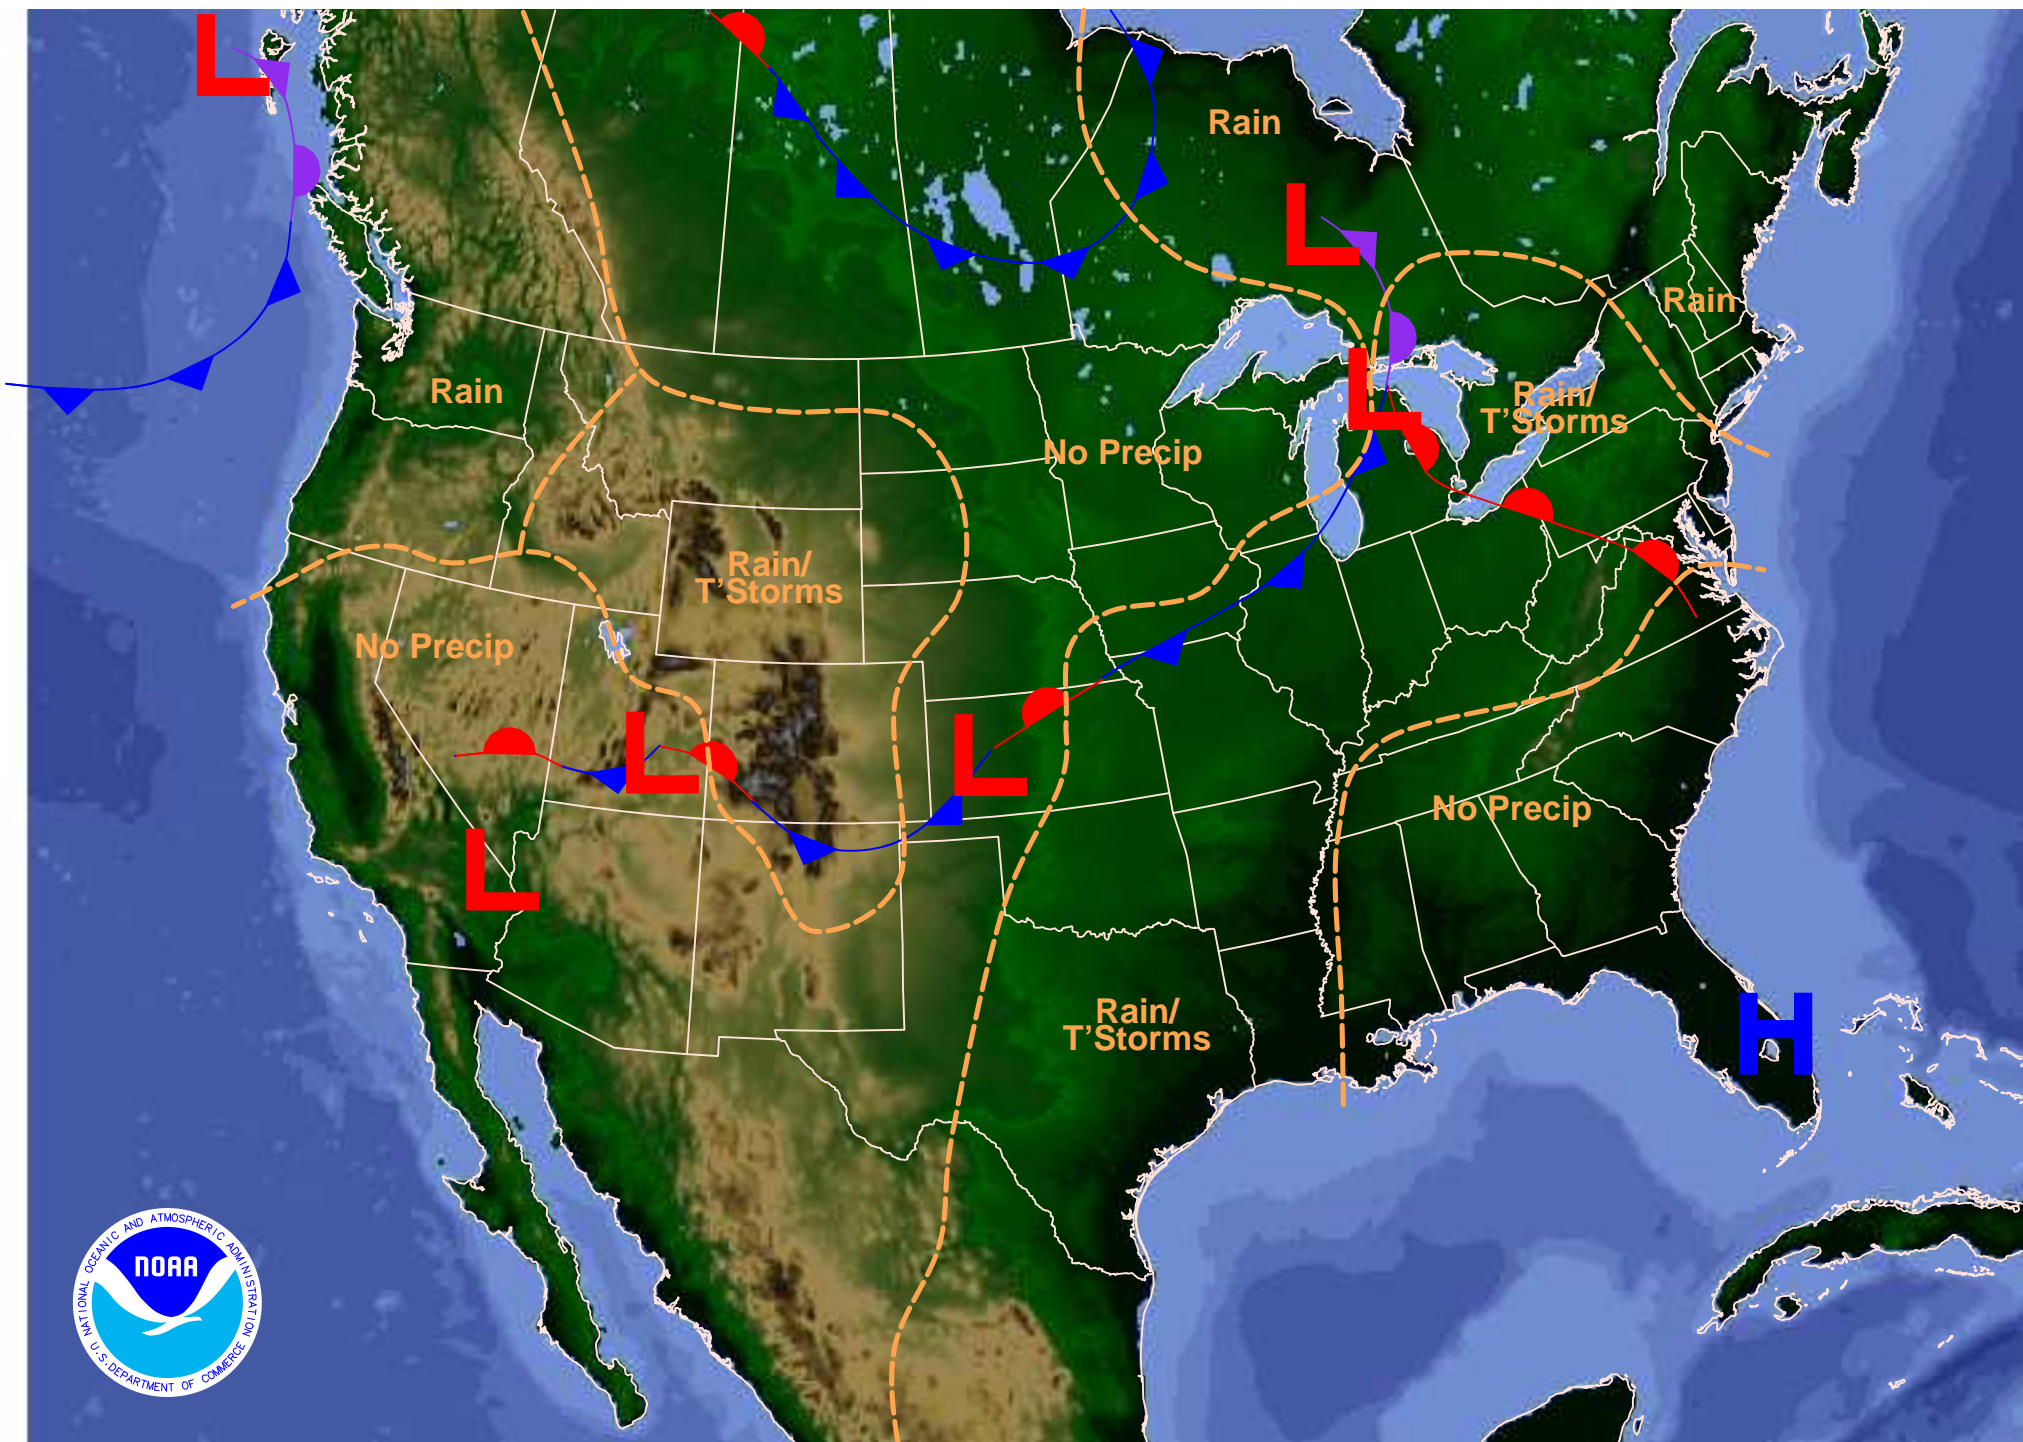 L
Rain
L
Rain
L
Rain
Rain/
T'Storms
No Precip
Rain/
T'Storms
No Precip
L
L
No Precip
L
Rain/
T'Storms
H
NATIONAL OCEANIC AND ATMOSPHERIC ADMINISTRATION
NOAA
U.S. DEPARTMENT OF COMMERCE